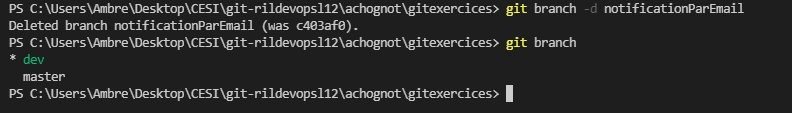 PS C:\Users\Ambre\Desktop\CESI\git-rildevopsl12\achognot\gitexercices> git branch -d notificationParEmail
Deleted branch notificationParEmail (was c403af0).
PS C:\Users\Ambre\Desktop\CESI\git-rildevopsl12\achognot\gitexercices> git branch
* dev
  master
PS C:\Users\Ambre\Desktop\CESI\git-rildevopsl12\achognot\gitexercices>